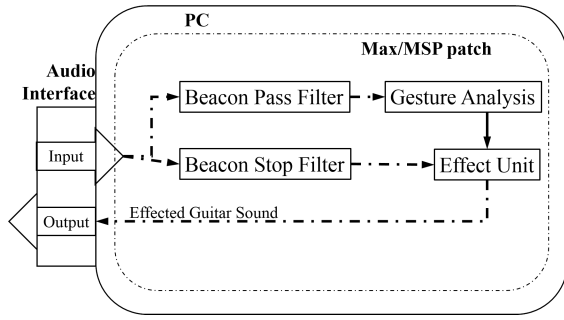 PC
Max/MSP patch
Audio
Interface
Beacon Pass Filter
Gesture Analysis
Input
Beacon Stop Filter
Effect Unit
Effected Guitar Sound
Output